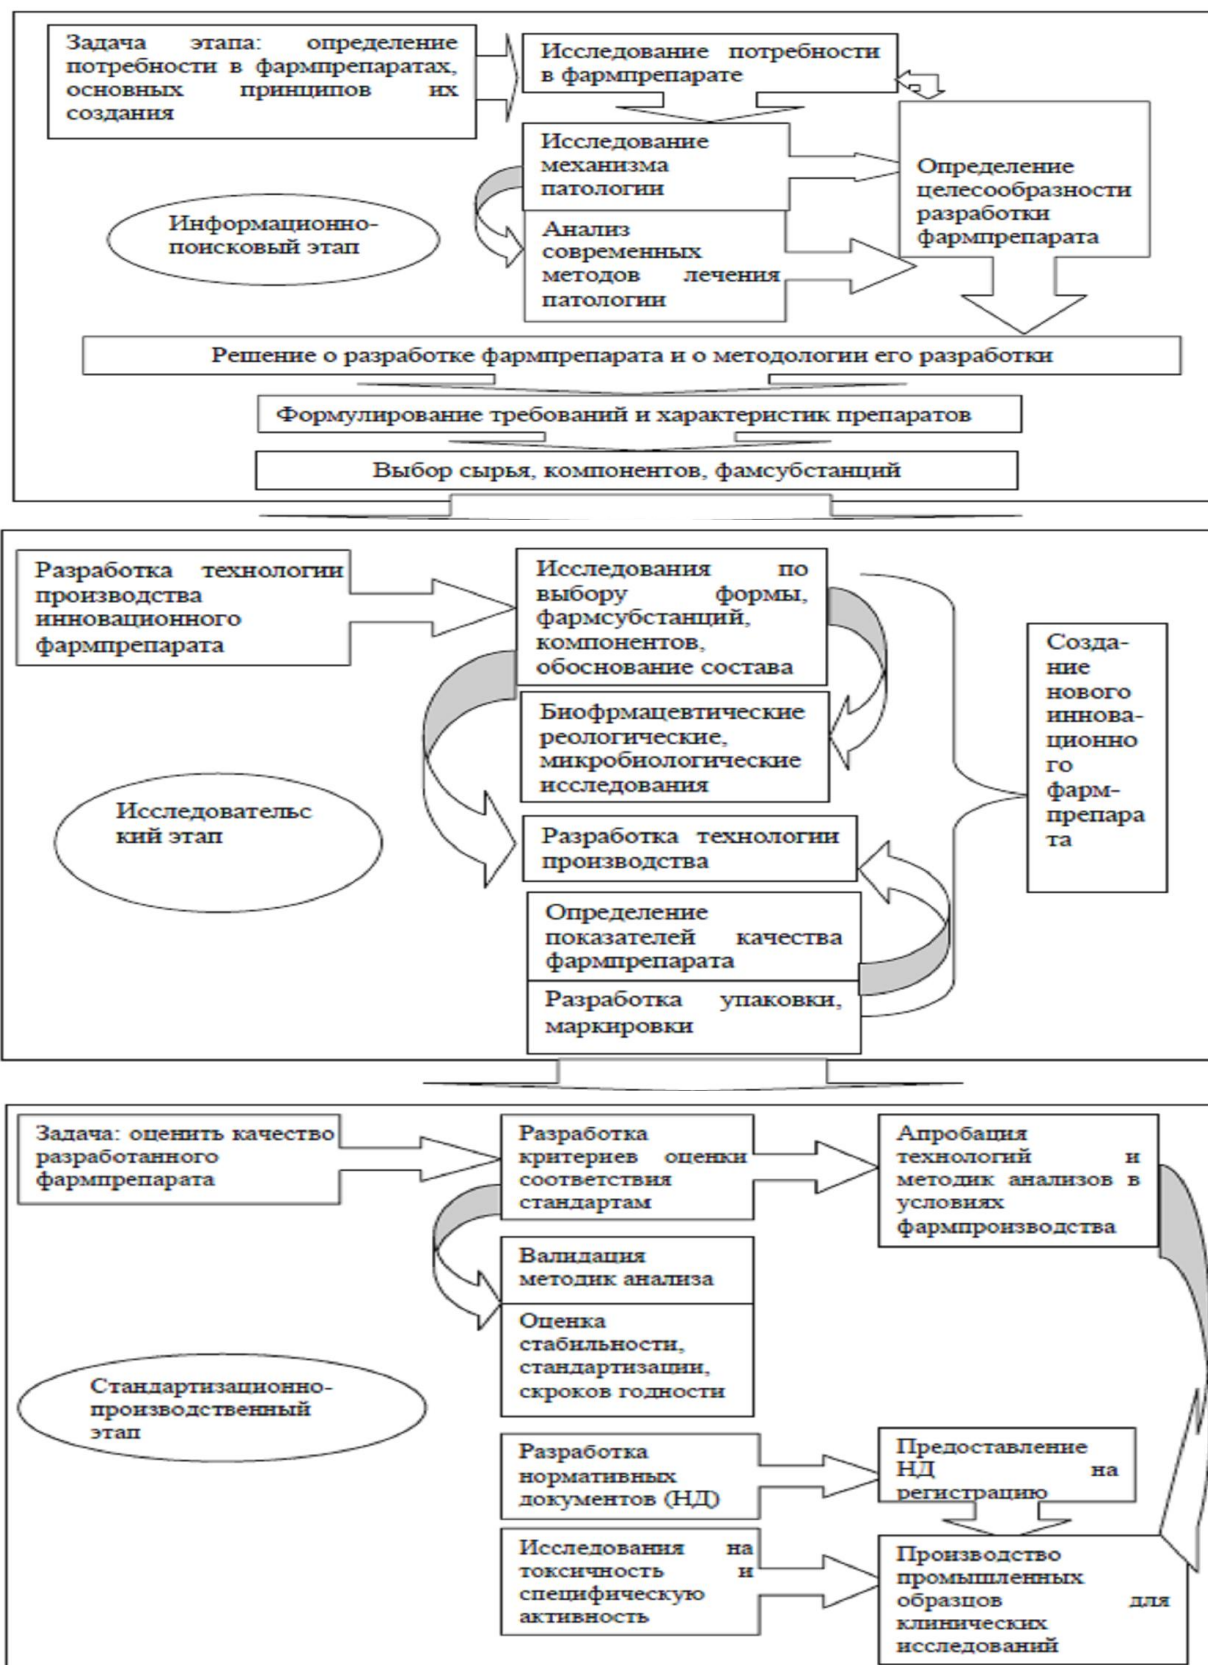 Задача этапа: определение
потребности в фармпрепаратах,
основных принципов их
создания
Исследование потребности
в фармпрепарате
Исследование
механизма
патологии
Определение
целесообразности
разработки
фармпрепарата
Информационно-
поисковый этап
Анализ
современных
методов лечения
патологии
Решение о разработке фармпрепарата и о методологии его разработки
Формулирование требований и характеристик препаратов
Выбор сырья, компонентов, фамсубстанций
Разработка технологии
производства
инновационного
фармпрепарата
Исследования по
выбору формы,
фармсубстанций,
компонентов,
обоснование состава
Созда-
ние
нового
иннова-
ционно
го
фарм-
препара
та
Биофрмацевтические
реологические,
микробиологические
исследования
Исследовательс
кий этап
Разработка технологии
производства
Определение
показателей качества
фармпрепарата
Разработка упаковки,
маркировки
Задача: оценить качество
разработанного
фармпрепарата
Разработка
критериев оценки
соответствия
стандартам
Апробация
технологий и
методик анализов в
условиях
фармпроизводства
Валидация
методик анализа
Оценка
стабильности,
стандартизации,
скроков годности
Стандартизационно-
производственный
этап
Разработка
нормативных
документов (НД)
Предоставление
НД на
регистрацию
Исследования на
токсичность и
специфическую
активность
Производство
промышленных
образцов для
клинических
исследований